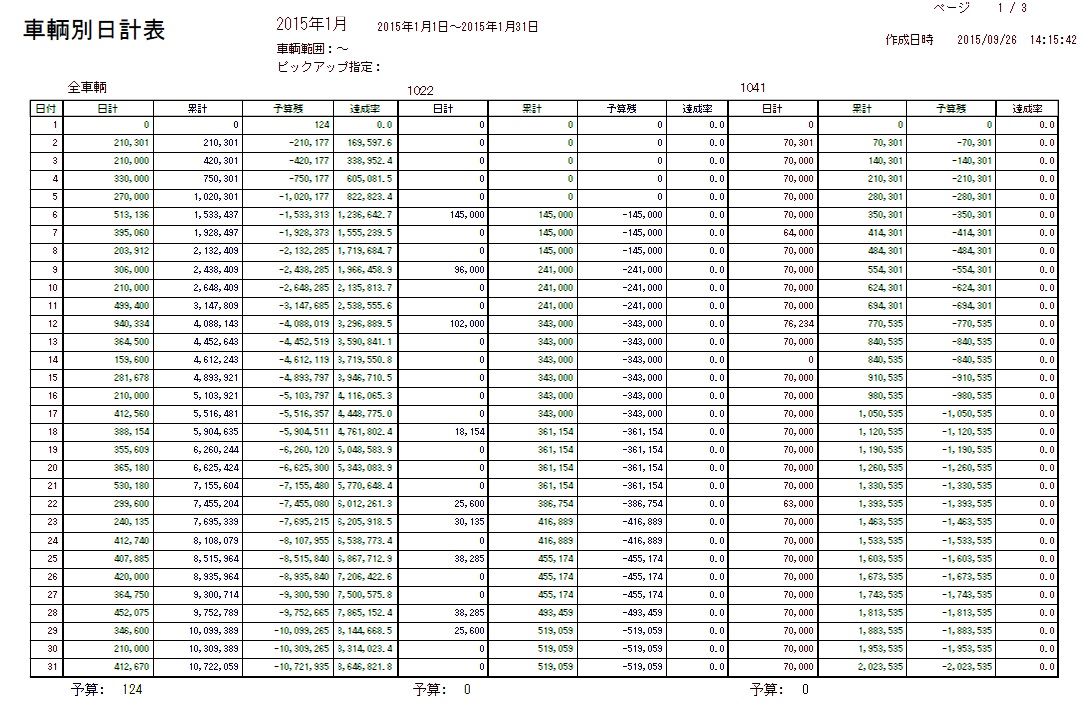 ページ 1 / 3
車輌別日計表 2015年1月 2015年1月1日～2015年1月31日
作成日時 2015/09/26 14:15:42
車輌範囲：～
ピックアップ指定：
全車輌 1022 1041
日付 日計 累計 予算残 達成率 日計 累計 予算残 達成率 日計 累計 予算残 達成率
1 0 0 124 0.0 0 0 0 0.0 0 0 0 0.0
2 210,301 210,301 -210,177 169,597.6 0 0 0 0.0 70,301 70,301 -70,301 0.0
3 210,000 420,301 -420,177 338,952.4 0 0 0 0.0 70,000 140,301 -140,301 0.0
4 330,000 750,301 -750,177 605,081.5 0 0 0 0.0 70,000 210,301 -210,301 0.0
5 270,000 1,020,301 -1,020,177 822,823.4 0 0 0 0.0 70,000 280,301 -280,301 0.0
6 513,136 1,533,437 -1,533,313 1,236,642.7 145,000 145,000 -145,000 0.0 70,000 350,301 -350,301 0.0
7 395,060 1,928,497 -1,928,373 1,555,239.5 0 145,000 -145,000 0.0 64,000 414,301 -414,301 0.0
8 203,912 2,132,409 -2,132,285 1,719,684.7 0 145,000 -145,000 0.0 70,000 484,301 -484,301 0.0
9 306,000 2,438,409 -2,438,285 1,966,458.9 96,000 241,000 -241,000 0.0 70,000 554,301 -554,301 0.0
10 210,000 2,648,409 -2,648,285 2,135,813.7 0 241,000 -241,000 0.0 70,000 624,301 -624,301 0.0
11 499,400 3,147,809 -3,147,685 2,538,555.6 0 241,000 -241,000 0.0 70,000 694,301 -694,301 0.0
12 940,334 4,088,143 -4,088,019 3,296,889.5 102,000 343,000 -343,000 0.0 76,234 770,535 -770,535 0.0
13 364,500 4,452,643 -4,452,519 3,590,841.1 0 343,000 -343,000 0.0 70,000 840,535 -840,535 0.0
14 159,600 4,612,243 -4,612,119 3,719,550.8 0 343,000 -343,000 0.0 0 840,535 -840,535 0.0
15 281,678 4,893,921 -4,893,797 3,946,710.5 0 343,000 -343,000 0.0 70,000 910,535 -910,535 0.0
16 210,000 5,103,921 -5,103,797 4,116,065.3 0 343,000 -343,000 0.0 70,000 980,535 -980,535 0.0
17 412,560 5,516,481 -5,516,357 4,448,775.0 0 343,000 -343,000 0.0 70,000 1,050,535 -1,050,535 0.0
18 388,154 5,904,635 -5,904,511 4,761,802.4 18,154 361,154 -361,154 0.0 70,000 1,120,535 -1,120,535 0.0
19 355,609 6,260,244 -6,260,120 5,048,583.9 0 361,154 -361,154 0.0 70,000 1,190,535 -1,190,535 0.0
20 365,180 6,625,424 -6,625,300 5,343,083.9 0 361,154 -361,154 0.0 70,000 1,260,535 -1,260,535 0.0
21 530,180 7,155,604 -7,155,480 5,770,648.4 0 361,154 -361,154 0.0 70,000 1,330,535 -1,330,535 0.0
22 299,600 7,455,204 -7,455,080 6,012,261.3 25,600 386,754 -386,754 0.0 63,000 1,393,535 -1,393,535 0.0
23 240,135 7,695,339 -7,695,215 6,205,918.5 30,135 416,889 -416,889 0.0 70,000 1,463,535 -1,463,535 0.0
24 412,740 8,108,079 -8,107,955 6,538,773.4 0 416,889 -416,889 0.0 70,000 1,533,535 -1,533,535 0.0
25 407,885 8,515,964 -8,515,840 6,867,712.9 38,285 455,174 -455,174 0.0 70,000 1,603,535 -1,603,535 0.0
26 420,000 8,935,964 -8,935,840 7,206,422.6 0 455,174 -455,174 0.0 70,000 1,673,535 -1,673,535 0.0
27 364,750 9,300,714 -9,300,590 7,500,575.8 0 455,174 -455,174 0.0 70,000 1,743,535 -1,743,535 0.0
28 452,075 9,752,789 -9,752,665 7,865,152.4 38,285 493,459 -493,459 0.0 70,000 1,813,535 -1,813,535 0.0
29 346,600 10,099,389 -10,099,265 8,144,668.5 25,600 519,059 -519,059 0.0 70,000 1,883,535 -1,883,535 0.0
30 210,000 10,309,389 -10,309,265 8,314,023.4 0 519,059 -519,059 0.0 70,000 1,953,535 -1,953,535 0.0
31 412,670 10,722,059 -10,721,935 8,646,821.8 0 519,059 -519,059 0.0 70,000 2,023,535 -2,023,535 0.0
予算： 124 予算： 0 予算： 0